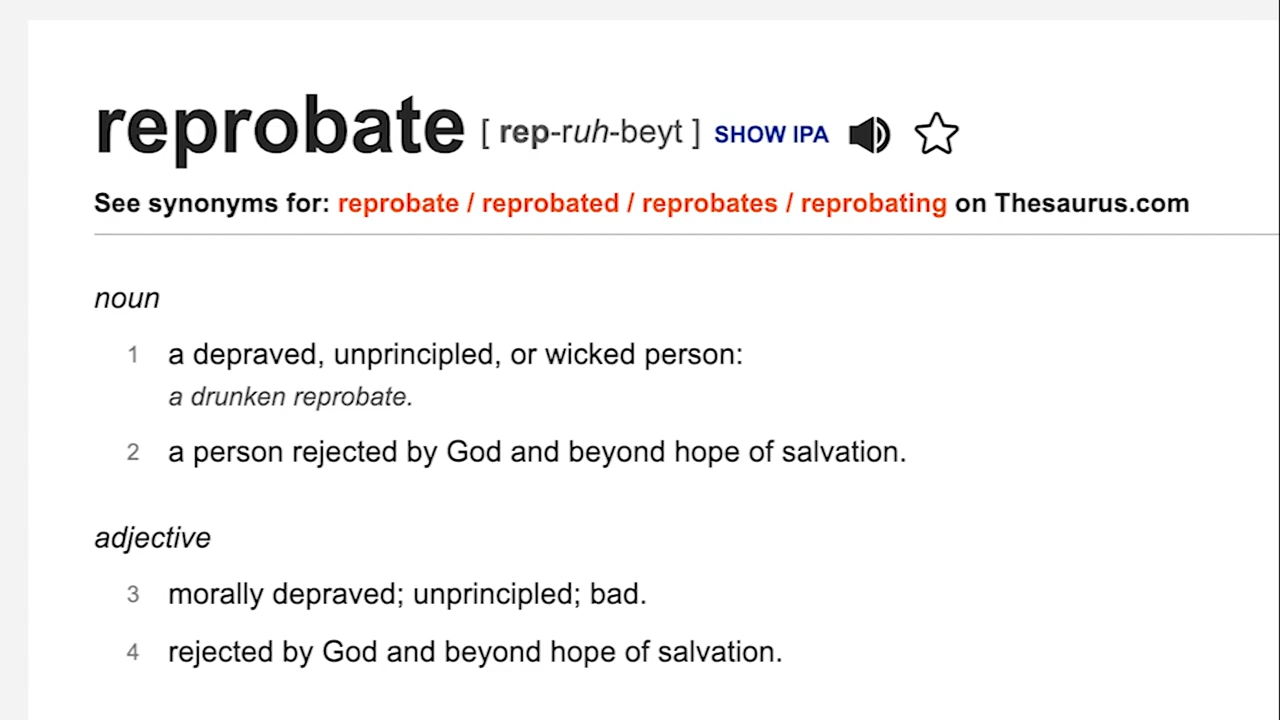 reprobate [ rep-ruh-beyt ] SHOW IPA
See synonyms for: reprobate / reprobated / reprobates / reprobating on Thesaurus.com
noun
1 a depraved, unprincipled, or wicked person:
a drunken reprobate.
2 a person rejected by God and beyond hope of salvation.
adjective
3 morally depraved; unprincipled; bad.
4 rejected by God and beyond hope of salvation.